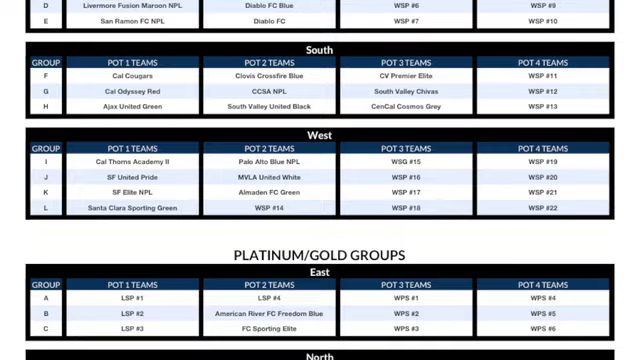 D Livermore Fusion Maroon NPL Diablo FC Blue WSP #6 WSP #9
E San Ramon FC NPL Diablo FC WSP #7 WSP #10
South
GROUP POT 1 TEAMS POT 2 TEAMS POT 3 TEAMS POT 4 TEAMS
F Cal Cougars Clovis Crossfire Blue CV Premier Elite WSP #11
G Cal Odyssey Red CCSA NPL South Valley Chivas WSP #12
H Ajax United Green South Valley United Black CenCal Cosmos Grey WSP #13
West
GROUP POT 1 TEAMS POT 2 TEAMS POT 3 TEAMS POT 4 TEAMS
I Cal Thorns Academy II Palo Alto Blue NPL WSG #15 WSP #19
J SF United Pride MVLA United White WSP #16 WSP #20
K SF Elite NPL Almaden FC Green WSP #17 WSP #21
L Santa Clara Sporting Green WSP #14 WSP #18 WSP #22
PLATINUM/GOLD GROUPS
East
GROUP POT 1 TEAMS POT 2 TEAMS POT 3 TEAMS POT 4 TEAMS
A LSP #1 LSP #4 WPS #1 WPS #4
B LSP #2 American River FC Freedom Blue WPS #2 WPS #5
C LSP #3 FC Sporting Elite WPS #3 WPS #6
North